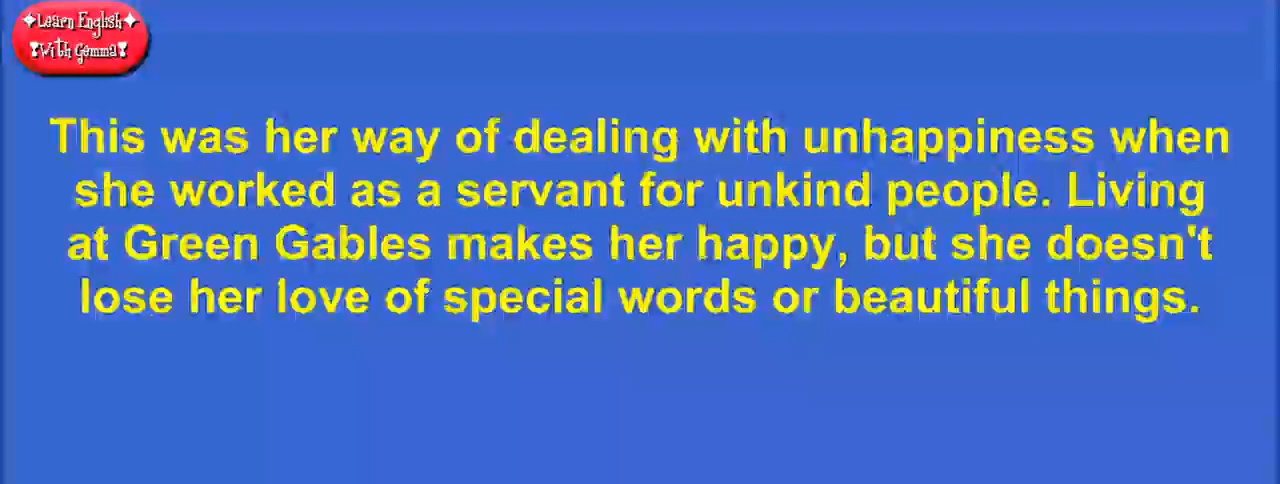 ✦Learn English✦
❣With Gemma❣
This was her way of dealing with unhappiness when
she worked as a servant for unkind people. Living
at Green Gables makes her happy, but she doesn't
lose her love of special words or beautiful things.